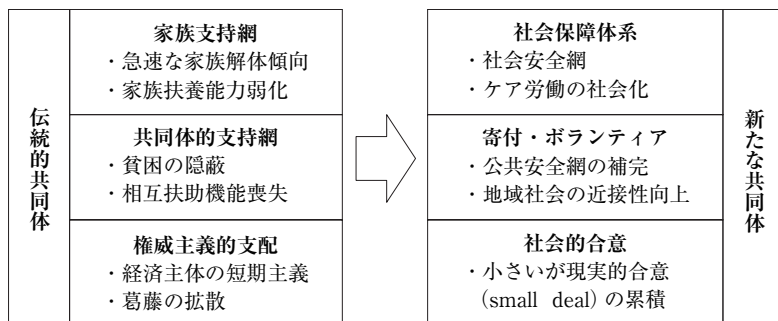 伝統的共同体
家族支持網
・急速な家族解体傾向
・家族扶養能力弱化
共同体的支持網
・貧困の隠蔽
・相互扶助機能喪失
権威主義的支配
・経済主体の短期主義
・葛藤の拡散
社会保障体系
・社会安全網
・ケア労働の社会化
寄付・ボランティア
・公共安全網の補完
・地域社会の近接性向上
社会的合意
・小さいが現実的合意
(small deal) の累積
新たな共同体